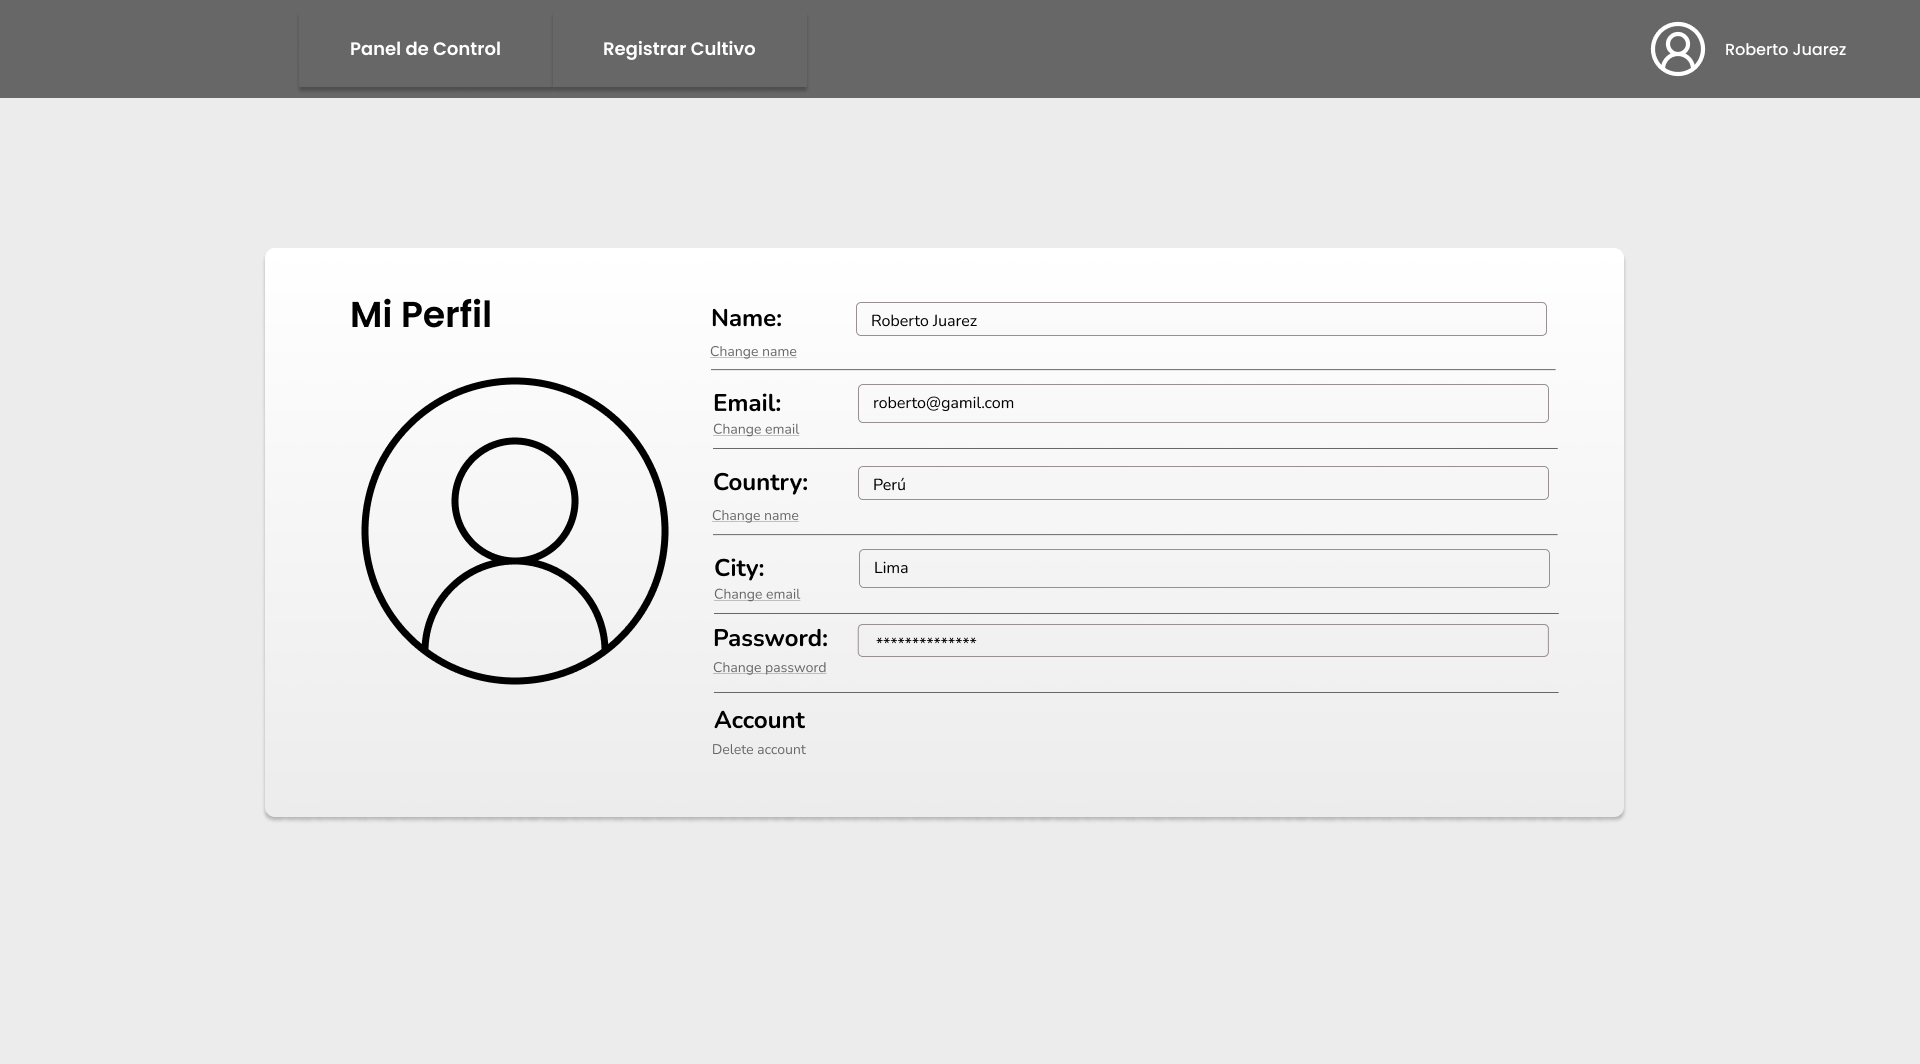 Panel de Control
Registrar Cultivo
Roberto Juarez
Mi Perfil
Name:
Roberto Juarez
Change name
Email:
roberto@gamil.com
Change email
Country:
Perú
Change name
City:
Lima
Change email
Password:
**************
Change password
Account
Delete account